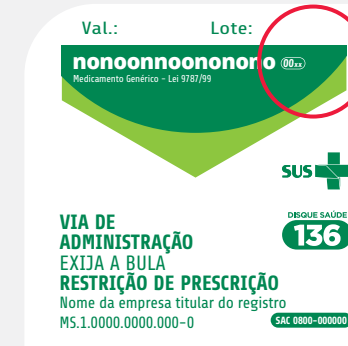 Val.: Lote:
nonoonnoononono 00xx
Medicamento Genérico - Lei 9787/99
SUS
DISQUE SAÚDE
136
VIA DE
ADMINISTRAÇÃO
EXIJA A BULA
RESTRIÇÃO DE PRESCRIÇÃO
Nome da empresa titular do registro
MS.1.0000.0000.000-0
SAC 0800-000000